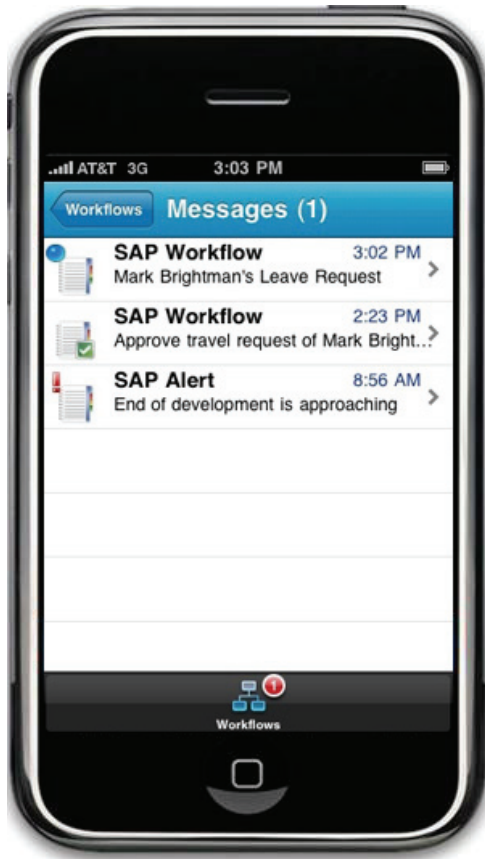 AT&T 3G 3:03 PM
Workflows Messages (1)
SAP Workflow 3:02 PM
Mark Brightman's Leave Request
SAP Workflow 2:23 PM
Approve travel request of Mark Bright...
SAP Alert 8:56 AM
End of development is approaching
1
Workflows